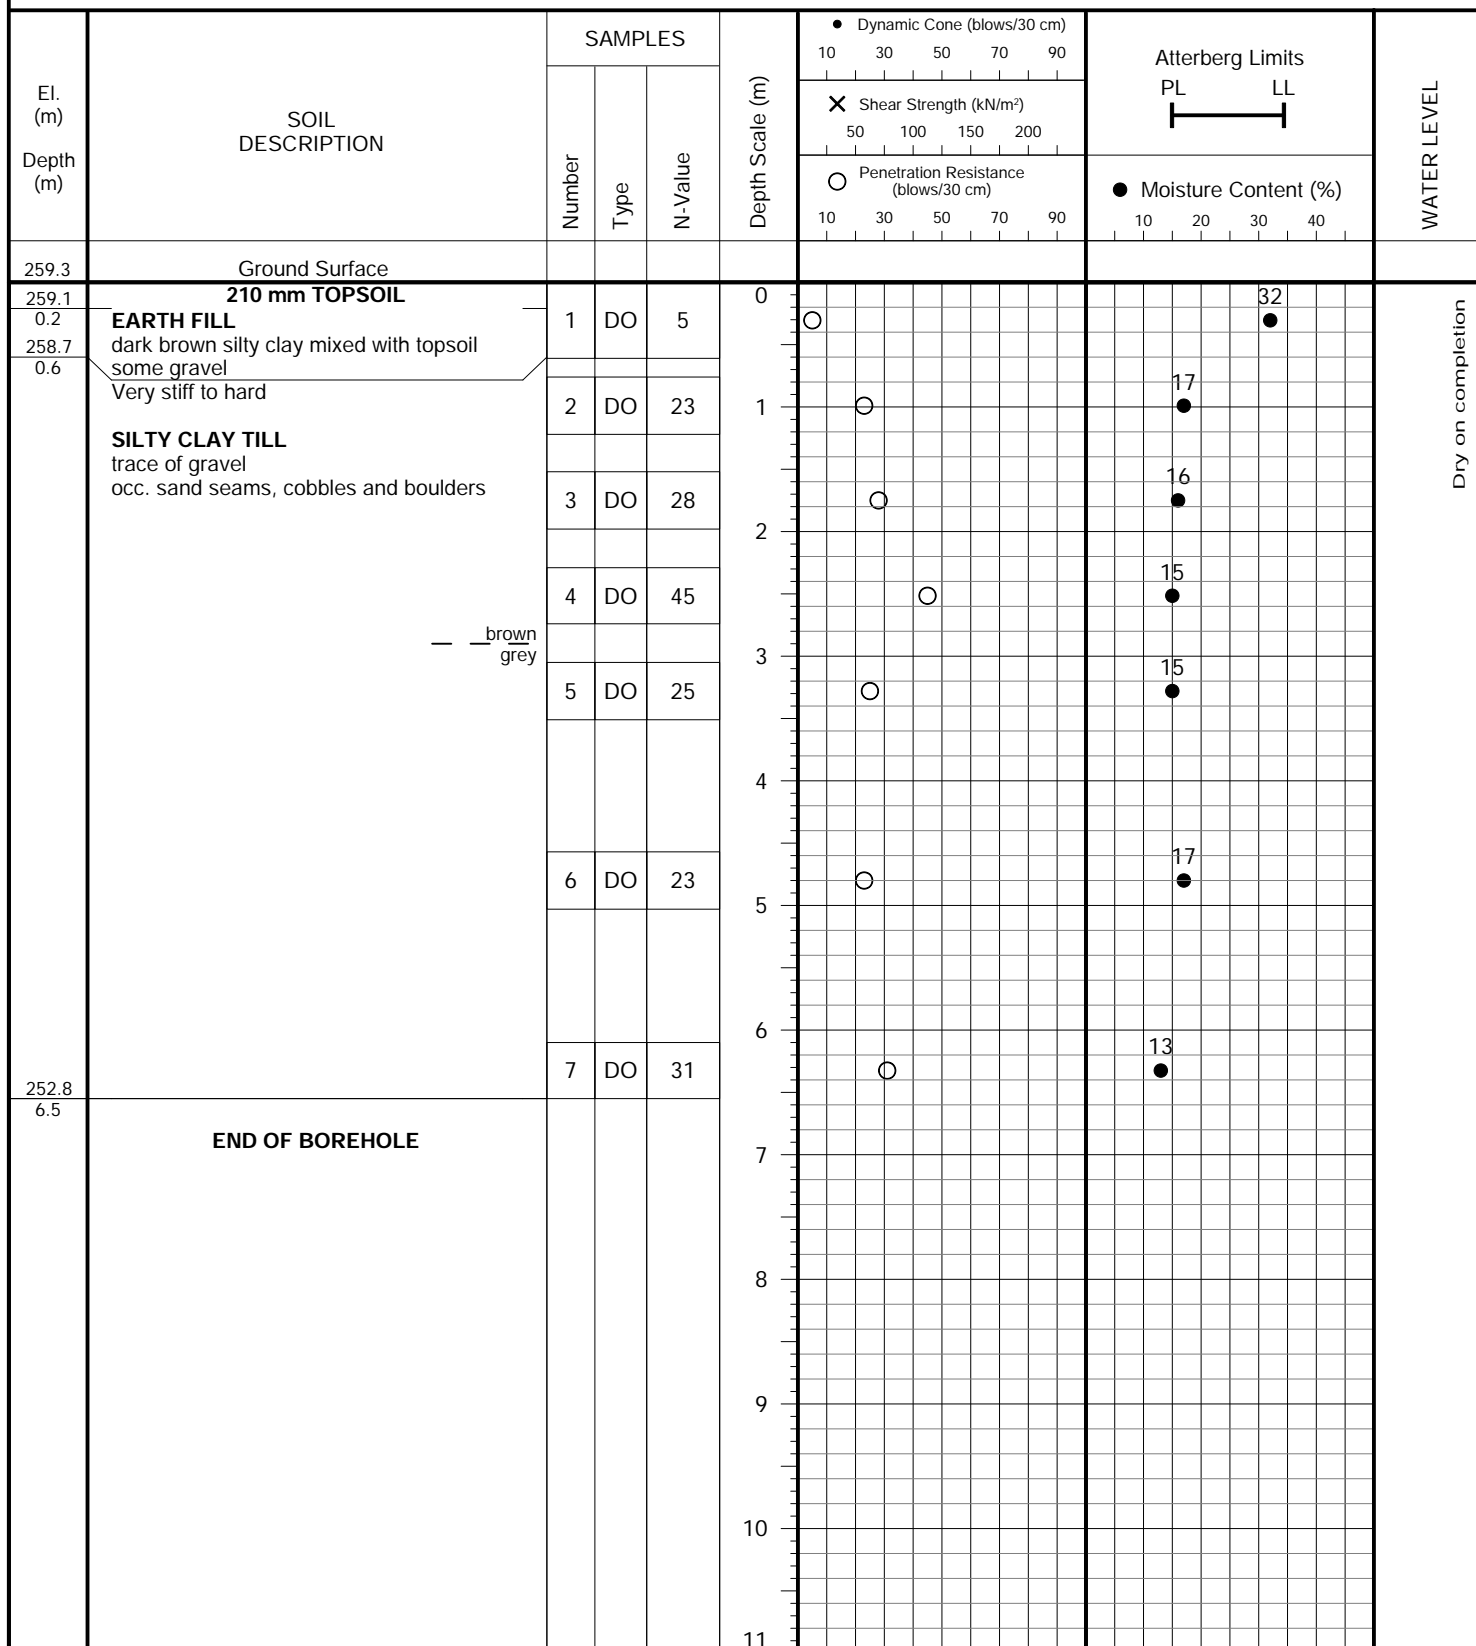 El.
(m)
Depth
(m)
SOIL
DESCRIPTION
SAMPLES
Number
Type
N-Value
Depth Scale (m)
Dynamic Cone (blows/30 cm)
10 30 50 70 90
Shear Strength (kN/m²)
50 100 150 200
Penetration Resistance
(blows/30 cm)
10 30 50 70 90
Atterberg Limits
PL LL
Moisture Content (%)
10 20 30 40
WATER LEVEL
259.3 Ground Surface
259.1 210 mm TOPSOIL 0 32
0.2 EARTH FILL 1 DO 5
258.7 dark brown silty clay mixed with topsoil
0.6 some gravel
Very stiff to hard 17
2 DO 23 1
SILTY CLAY TILL
trace of gravel 16
occ. sand seams, cobbles and boulders
3 DO 28
2
15
4 DO 45
brown
grey 3 15
5 DO 25
4
17
6 DO 23
5
6
13
7 DO 31
252.8
6.5
END OF BOREHOLE
7
8
9
10
11
Dry on completion